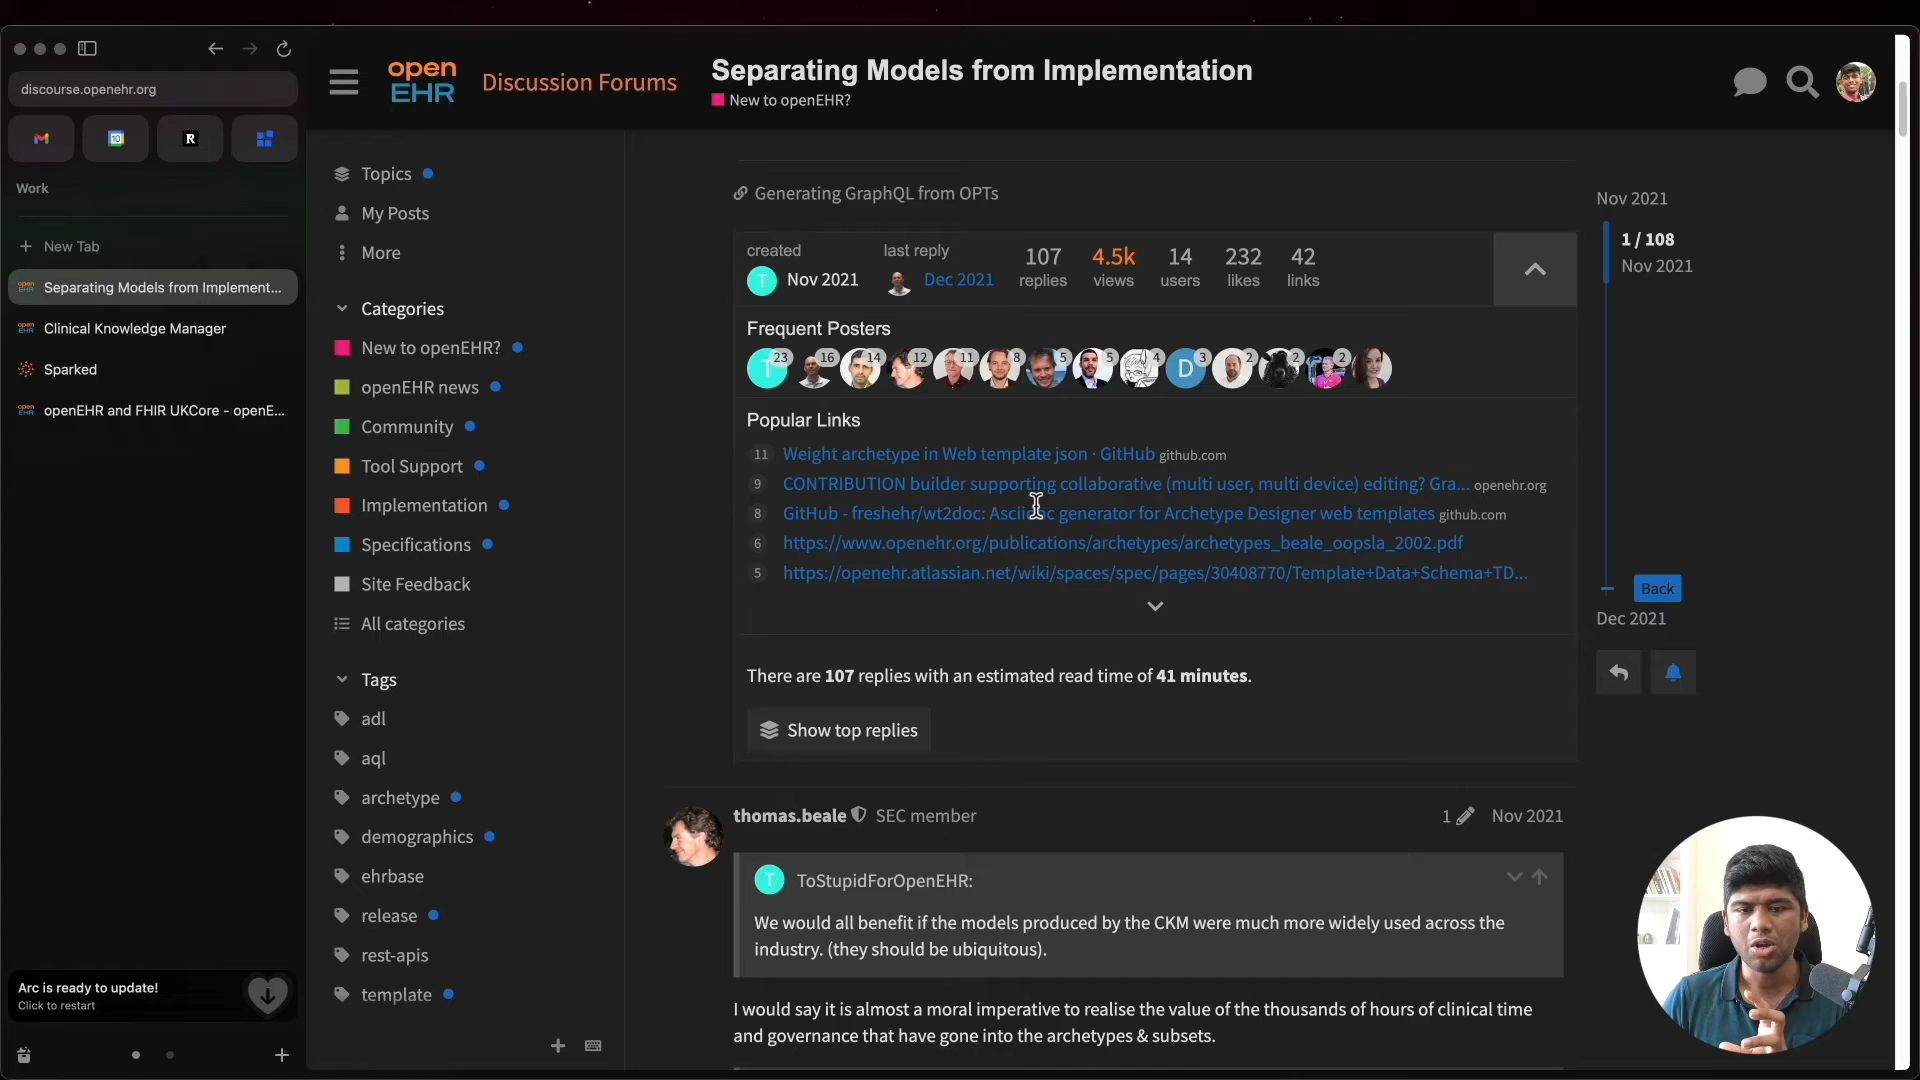 discourse.openehr.org
10
R
Work
New Tab
Separating Models from Implement...
Clinical Knowledge Manager
Sparked
openEHR and FHIR UKCore - openE...
Arc is ready to update!
Click to restart
open
EHR
Discussion Forums
Separating Models from Implementation
New to openEHR?
Topics
My Posts
More
Categories
New to openEHR?
openEHR news
Community
Tool Support
Implementation
Specifications
Site Feedback
All categories
Tags
adl
aql
archetype
demographics
ehrbase
release
rest-apis
template
Generating GraphQL from OPTs
created
T Nov 2021
last reply
Dec 2021
107
replies
4.5k
views
14
users
232
likes
42
links
Frequent Posters
T 23 16 14 12 11 8 5 5 4 D 3 2 2 2
Popular Links
11 Weight archetype in Web template json · GitHub github.com
9 CONTRIBUTION builder supporting collaborative (multi user, multi device) editing? Gra... openehr.org
8 GitHub - freshehr/wt2doc: generator for Archetype Designer web templates github.com
6 https://www.openehr.org/publications/archetypes/archetypes_beale_oopsla_2002.pdf
5 https://openehr.atlassian.net/wiki/spaces/spec/pages/30408770/Template+Data+Schema+TD...
There are 107 replies with an estimated read time of 41 minutes.
Show top replies
thomas.beale SEC member
1 Nov 2021
T ToStupidForOpenEHR:
We would all benefit if the models produced by the CKM were much more widely used across the
industry. (they should be ubiquitous).
I would say it is almost a moral imperative to realise the value of the thousands of hours of clinical time
and governance that have gone into the archetypes & subsets.
Nov 2021
1 / 108
Nov 2021
Back
Dec 2021